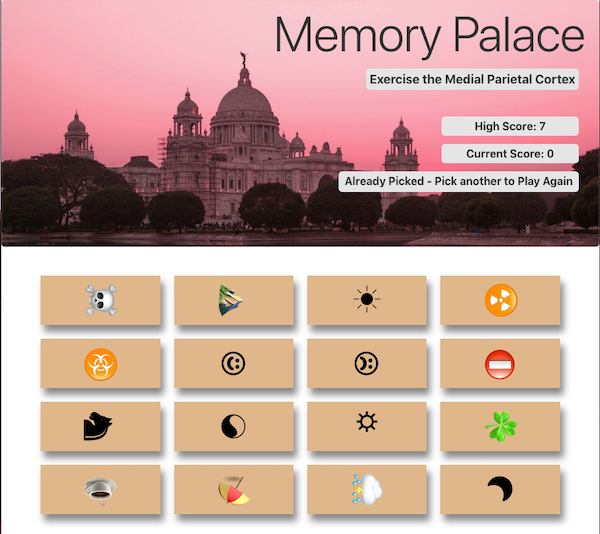 Memory Palace
Exercise the Medial Parietal Cortex
High Score: 7
Current Score: 0
Already Picked - Pick another to Play Again